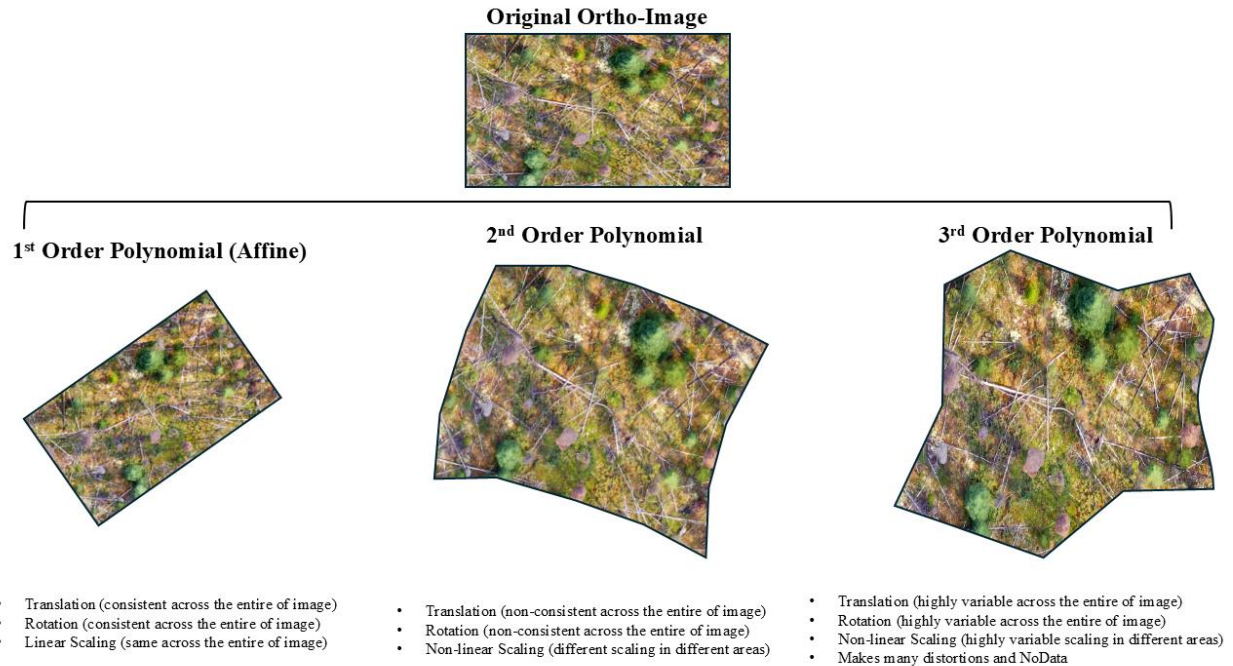 Original Ortho-Image
1st Order Polynomial (Affine)
2nd Order Polynomial
3rd Order Polynomial
• Translation (consistent across the entire of image)
• Rotation (consistent across the entire of image)
• Linear Scaling (same across the entire of image)
• Translation (non-consistent across the entire of image)
• Rotation (non-consistent across the entire of image)
• Non-linear Scaling (different scaling in different areas)
• Translation (highly variable across the entire of image)
• Rotation (highly variable across the entire of image)
• Non-linear Scaling (highly variable scaling in different areas)
• Makes many distortions and NoData